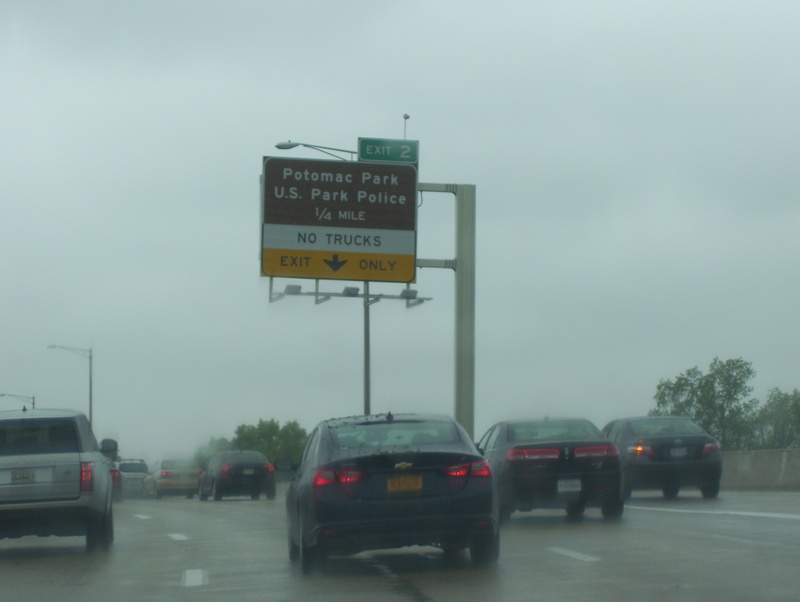 EXIT 2
Potomac Park
U.S. Park Police
1/4 MILE
NO TRUCKS
EXIT ONLY